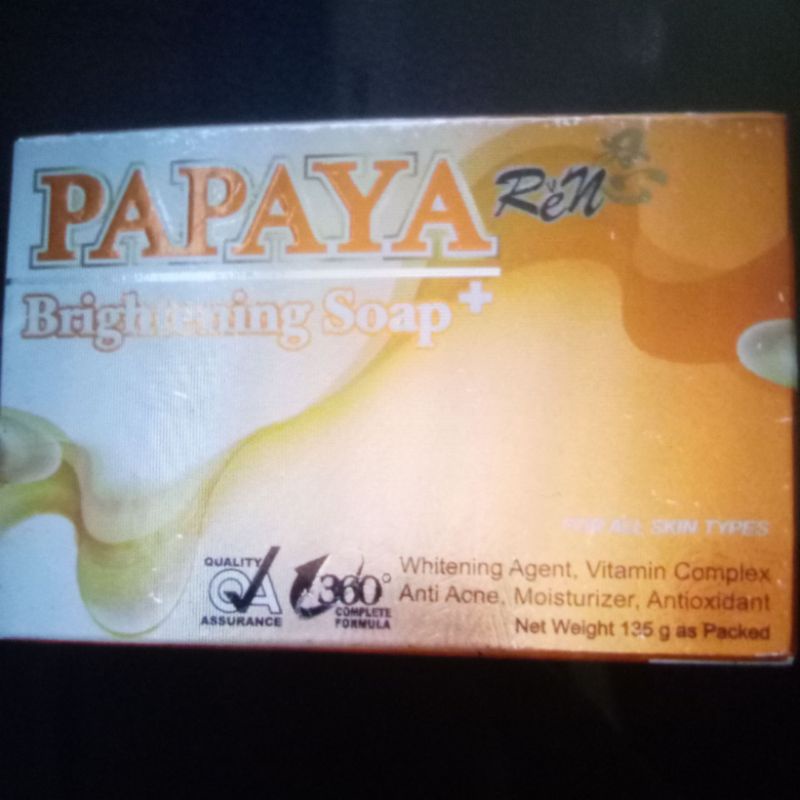 PAPAYA
RĕN
Brightening Soap+
FOR ALL SKIN TYPES
QUALITY
QA
ASSURANCE
360°
COMPLETE
FORMULA
Whitening Agent, Vitamin Complex
Anti Acne, Moisturizer, Antioxidant
Net Weight 135 g as Packed